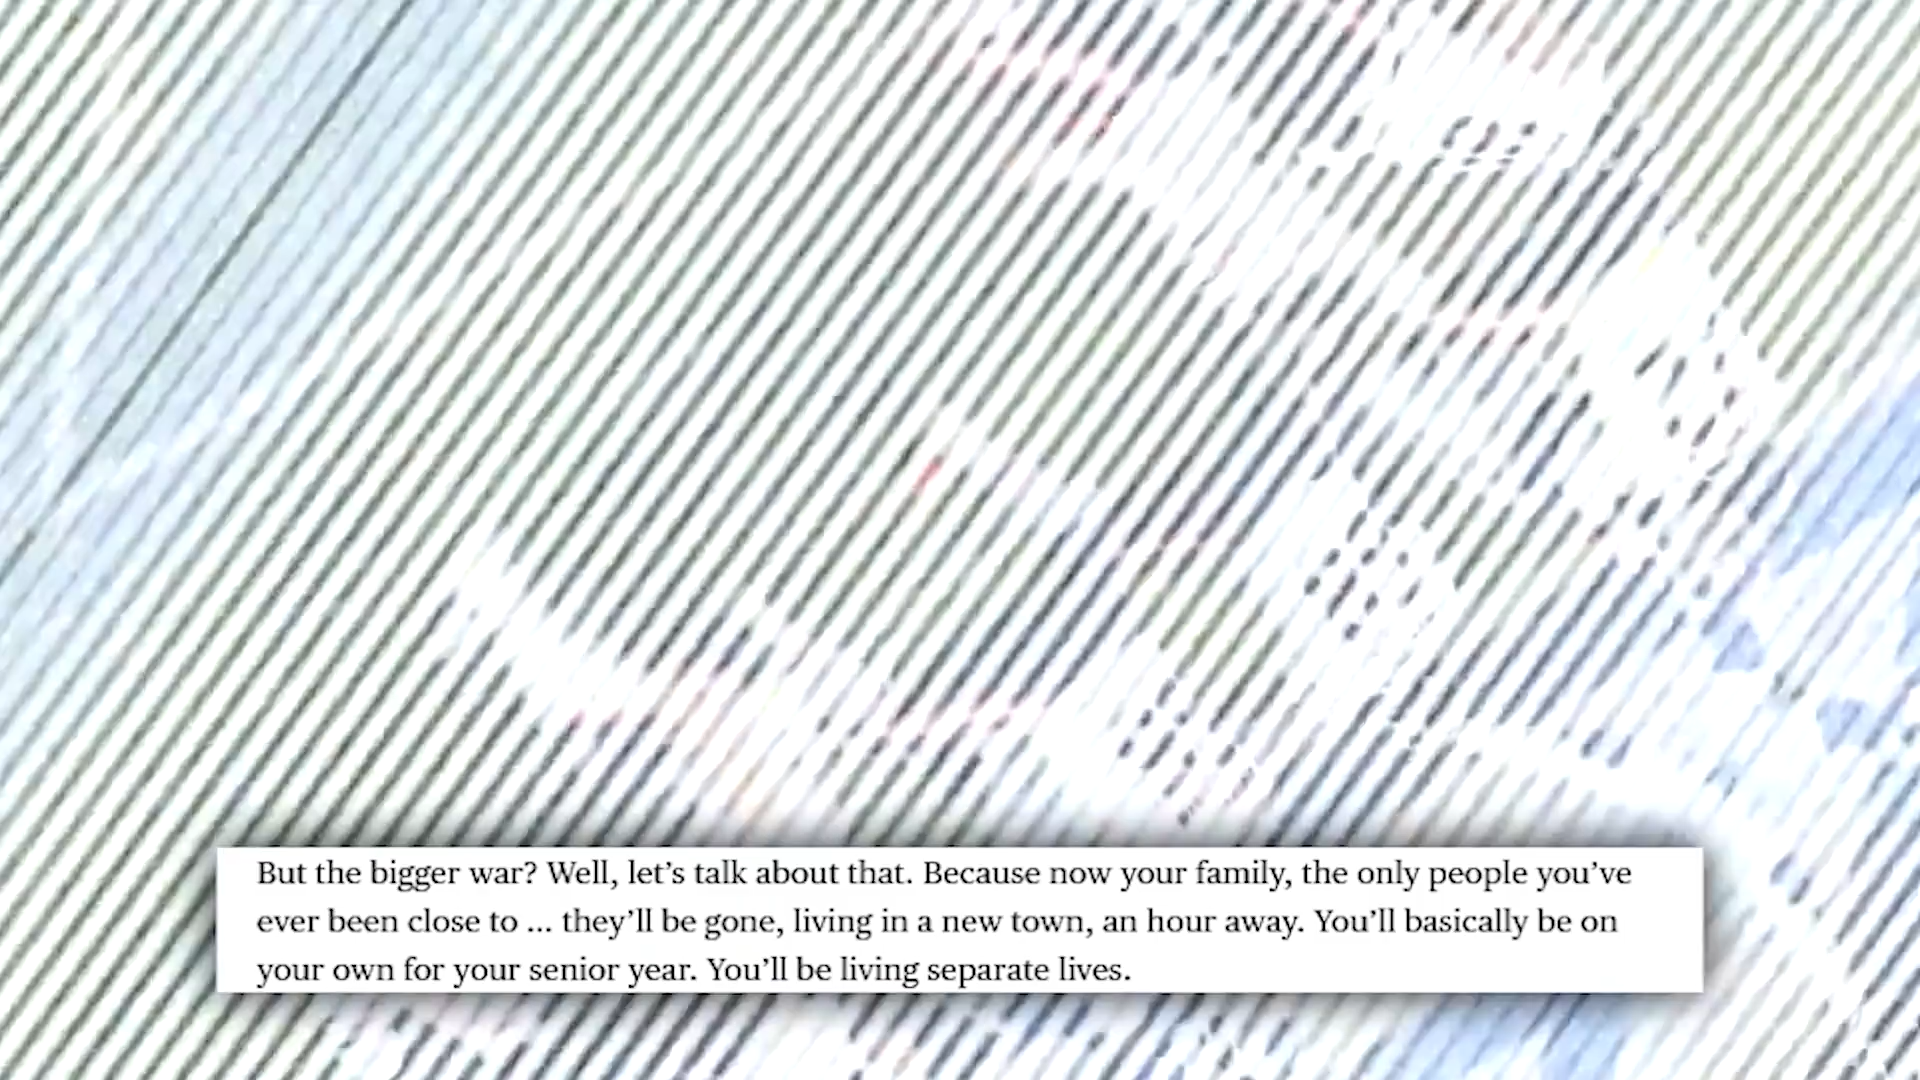 But the bigger war? Well, let’s talk about that. Because now your family, the only people you’ve
ever been close to ... they’ll be gone, living in a new town, an hour away. You’ll basically be on
your own for your senior year. You’ll be living separate lives.